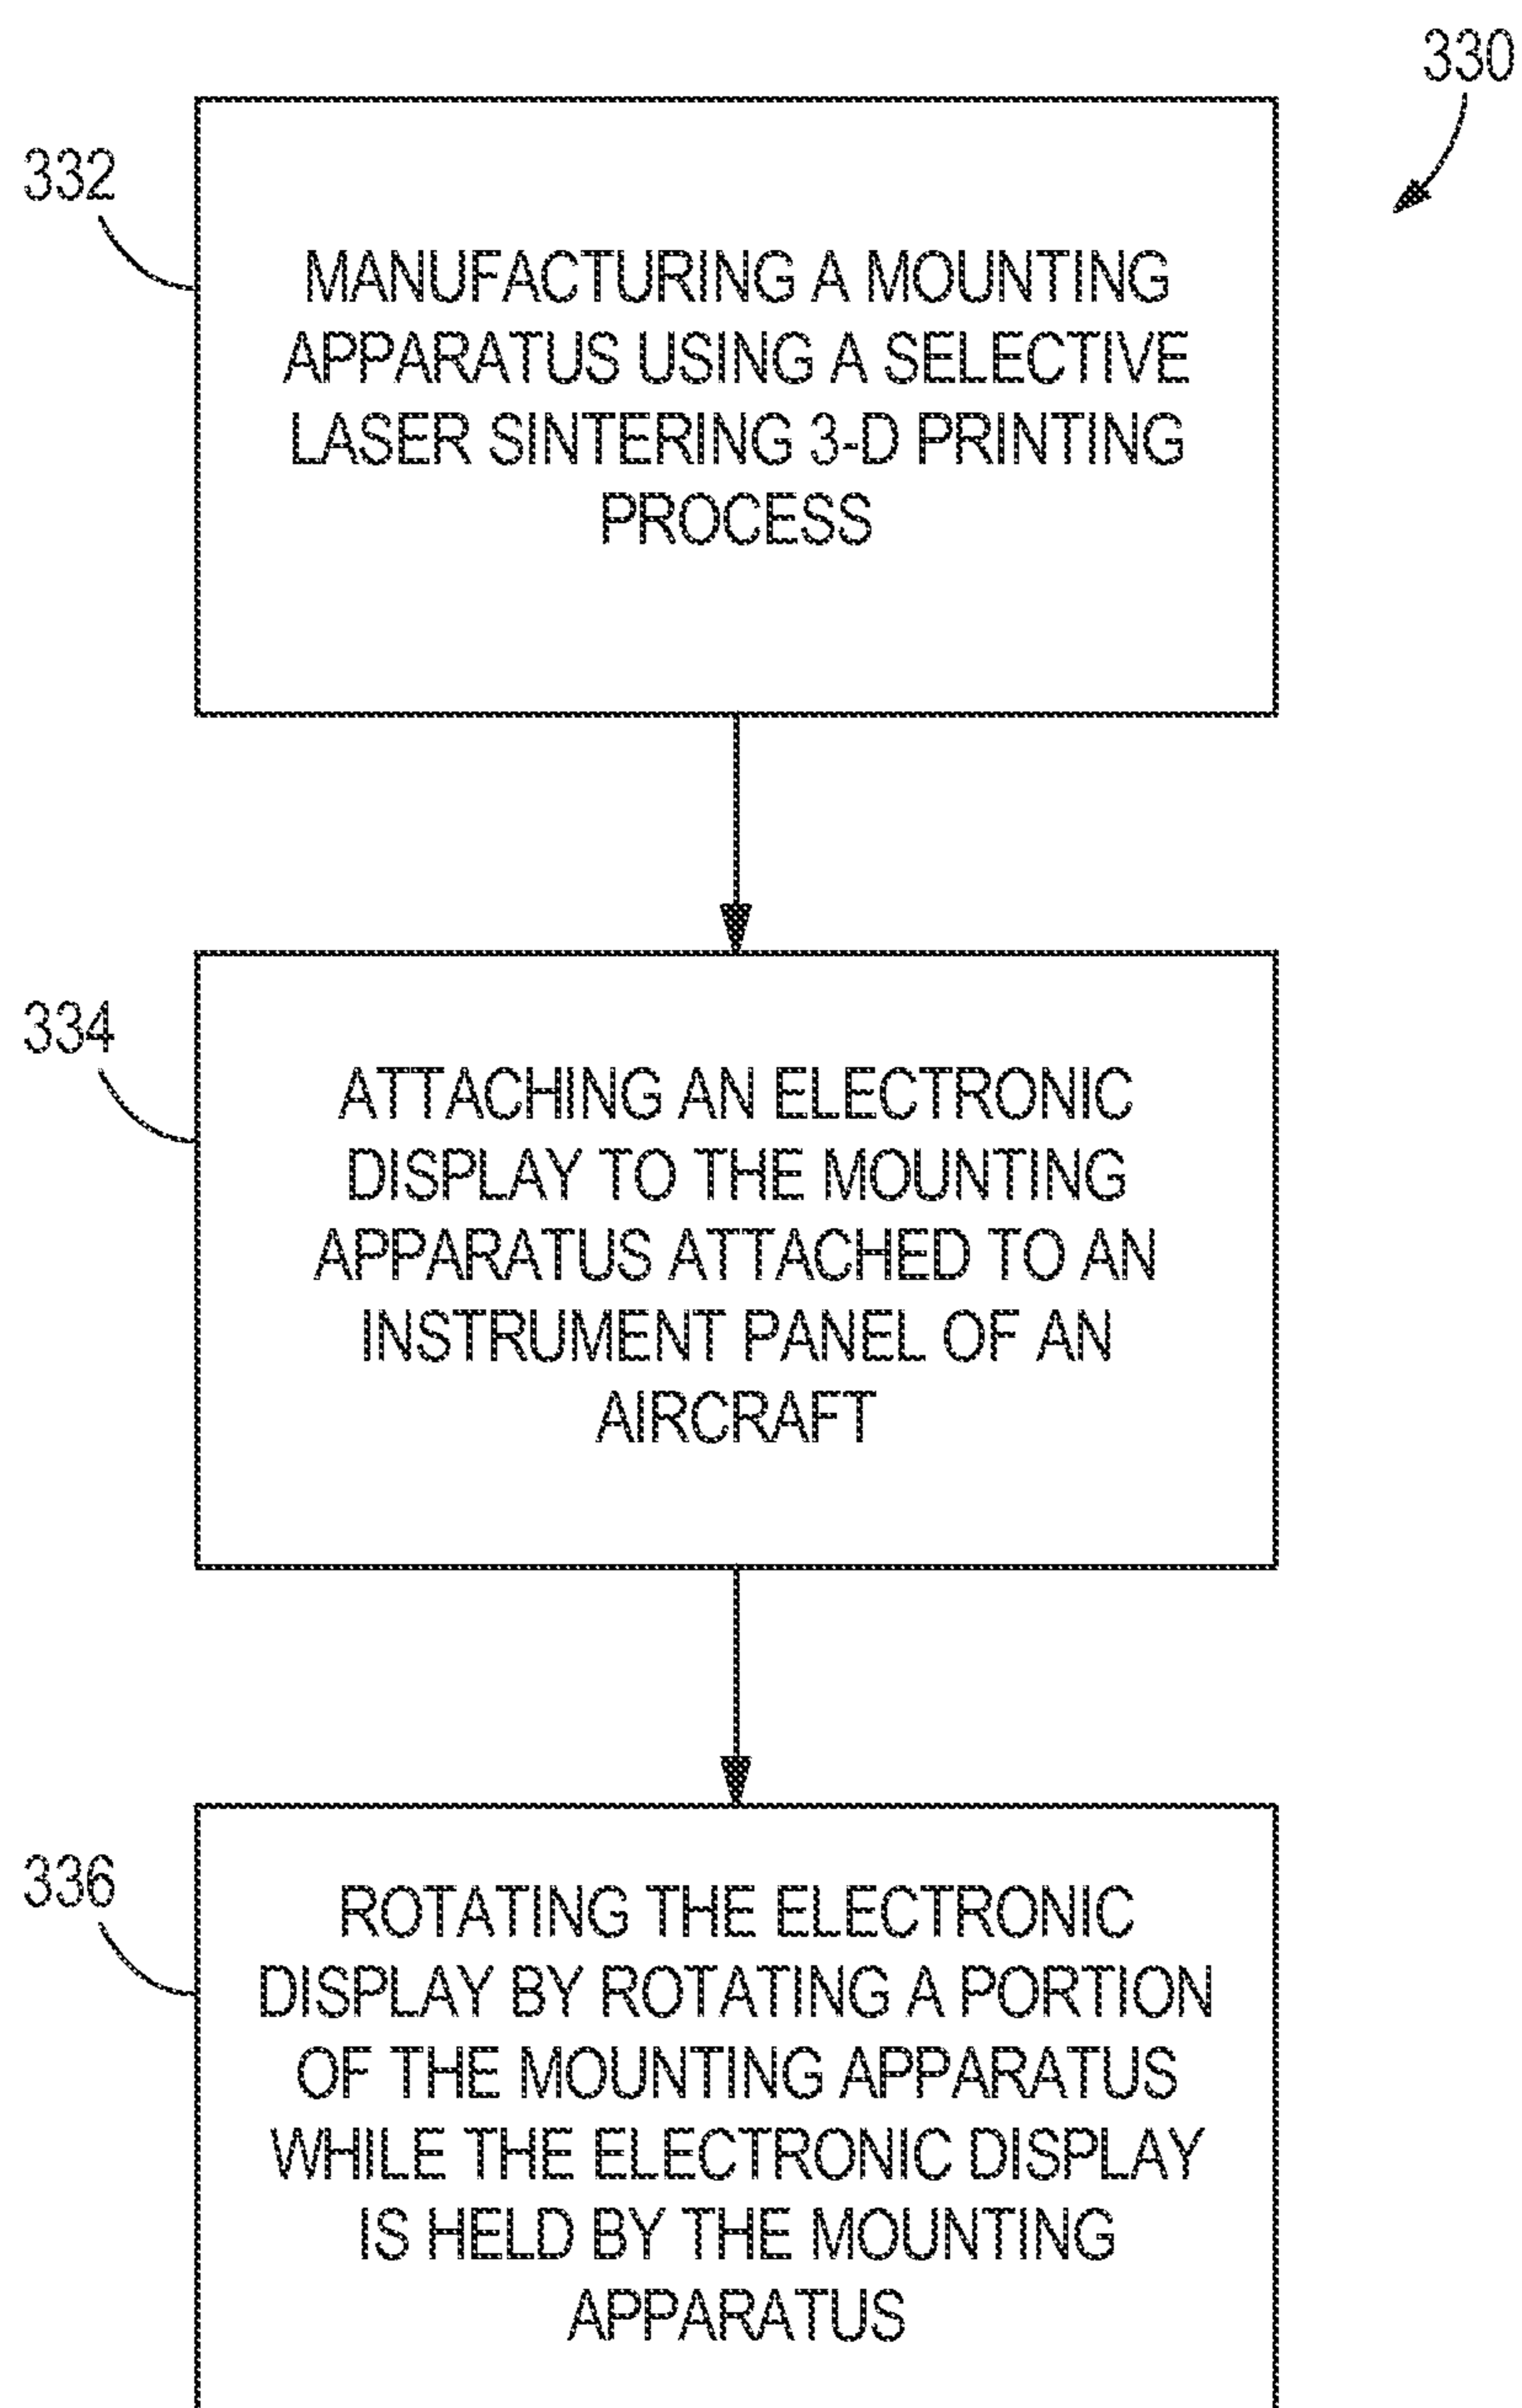 330
332
MANUFACTURING A MOUNTING
APPARATUS USING A SELECTIVE
LASER SINTERING 3-D PRINTING
PROCESS
334
ATTACHING AN ELECTRONIC
DISPLAY TO THE MOUNTING
APPARATUS ATTACHED TO AN
INSTRUMENT PANEL OF AN
AIRCRAFT
336
ROTATING THE ELECTRONIC
DISPLAY BY ROTATING A PORTION
OF THE MOUNTING APPARATUS
WHILE THE ELECTRONIC DISPLAY
IS HELD BY THE MOUNTING
APPARATUS